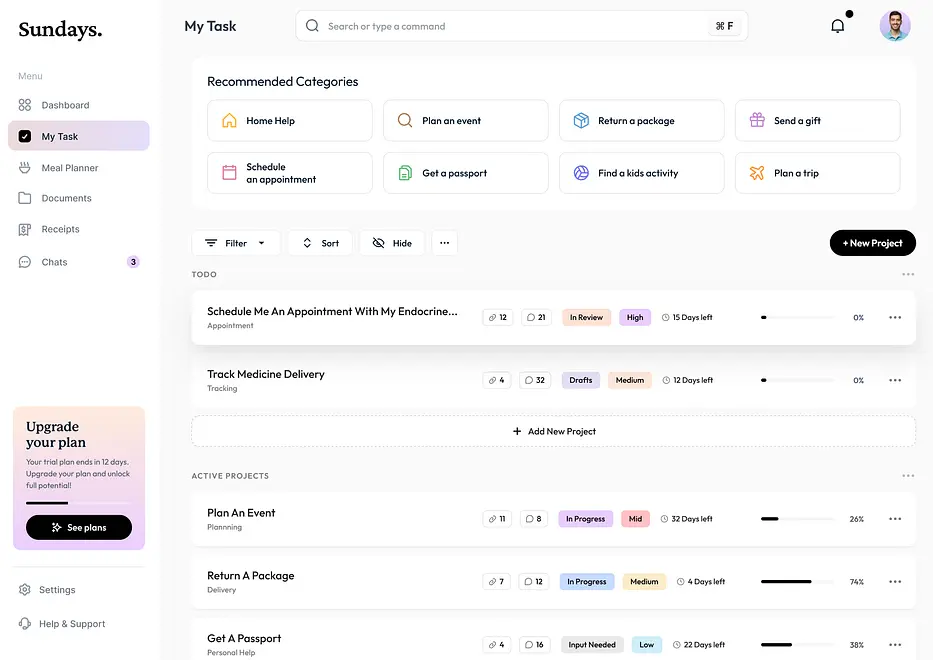 Sundays.
Menu
Dashboard
My Task
Meal Planner
Documents
Receipts
Chats 3
Upgrade
your plan
Your trial plan ends in 12 days.
Upgrade your plan and unlock
full potential!
See plans
Settings
Help & Support
My Task
Search or type a command ⌘ F
Recommended Categories
Home Help
Plan an event
Return a package
Send a gift
Schedule
an appointment
Get a passport
Find a kids activity
Plan a trip
Filter Sort Hide ... + New Project
TODO
Schedule Me An Appointment With My Endocrine... 12 21 In Review High 15 Days left 0%
Appointment
Track Medicine Delivery 4 32 Drafts Medium 12 Days left 0%
Tracking
+ Add New Project
ACTIVE PROJECTS
Plan An Event 11 8 In Progress Mid 32 Days left 26%
Plannning
Return A Package 7 12 In Progress Medium 4 Days left 74%
Delivery
Get A Passport 4 16 Input Needed Low 22 Days left 38%
Personal Help